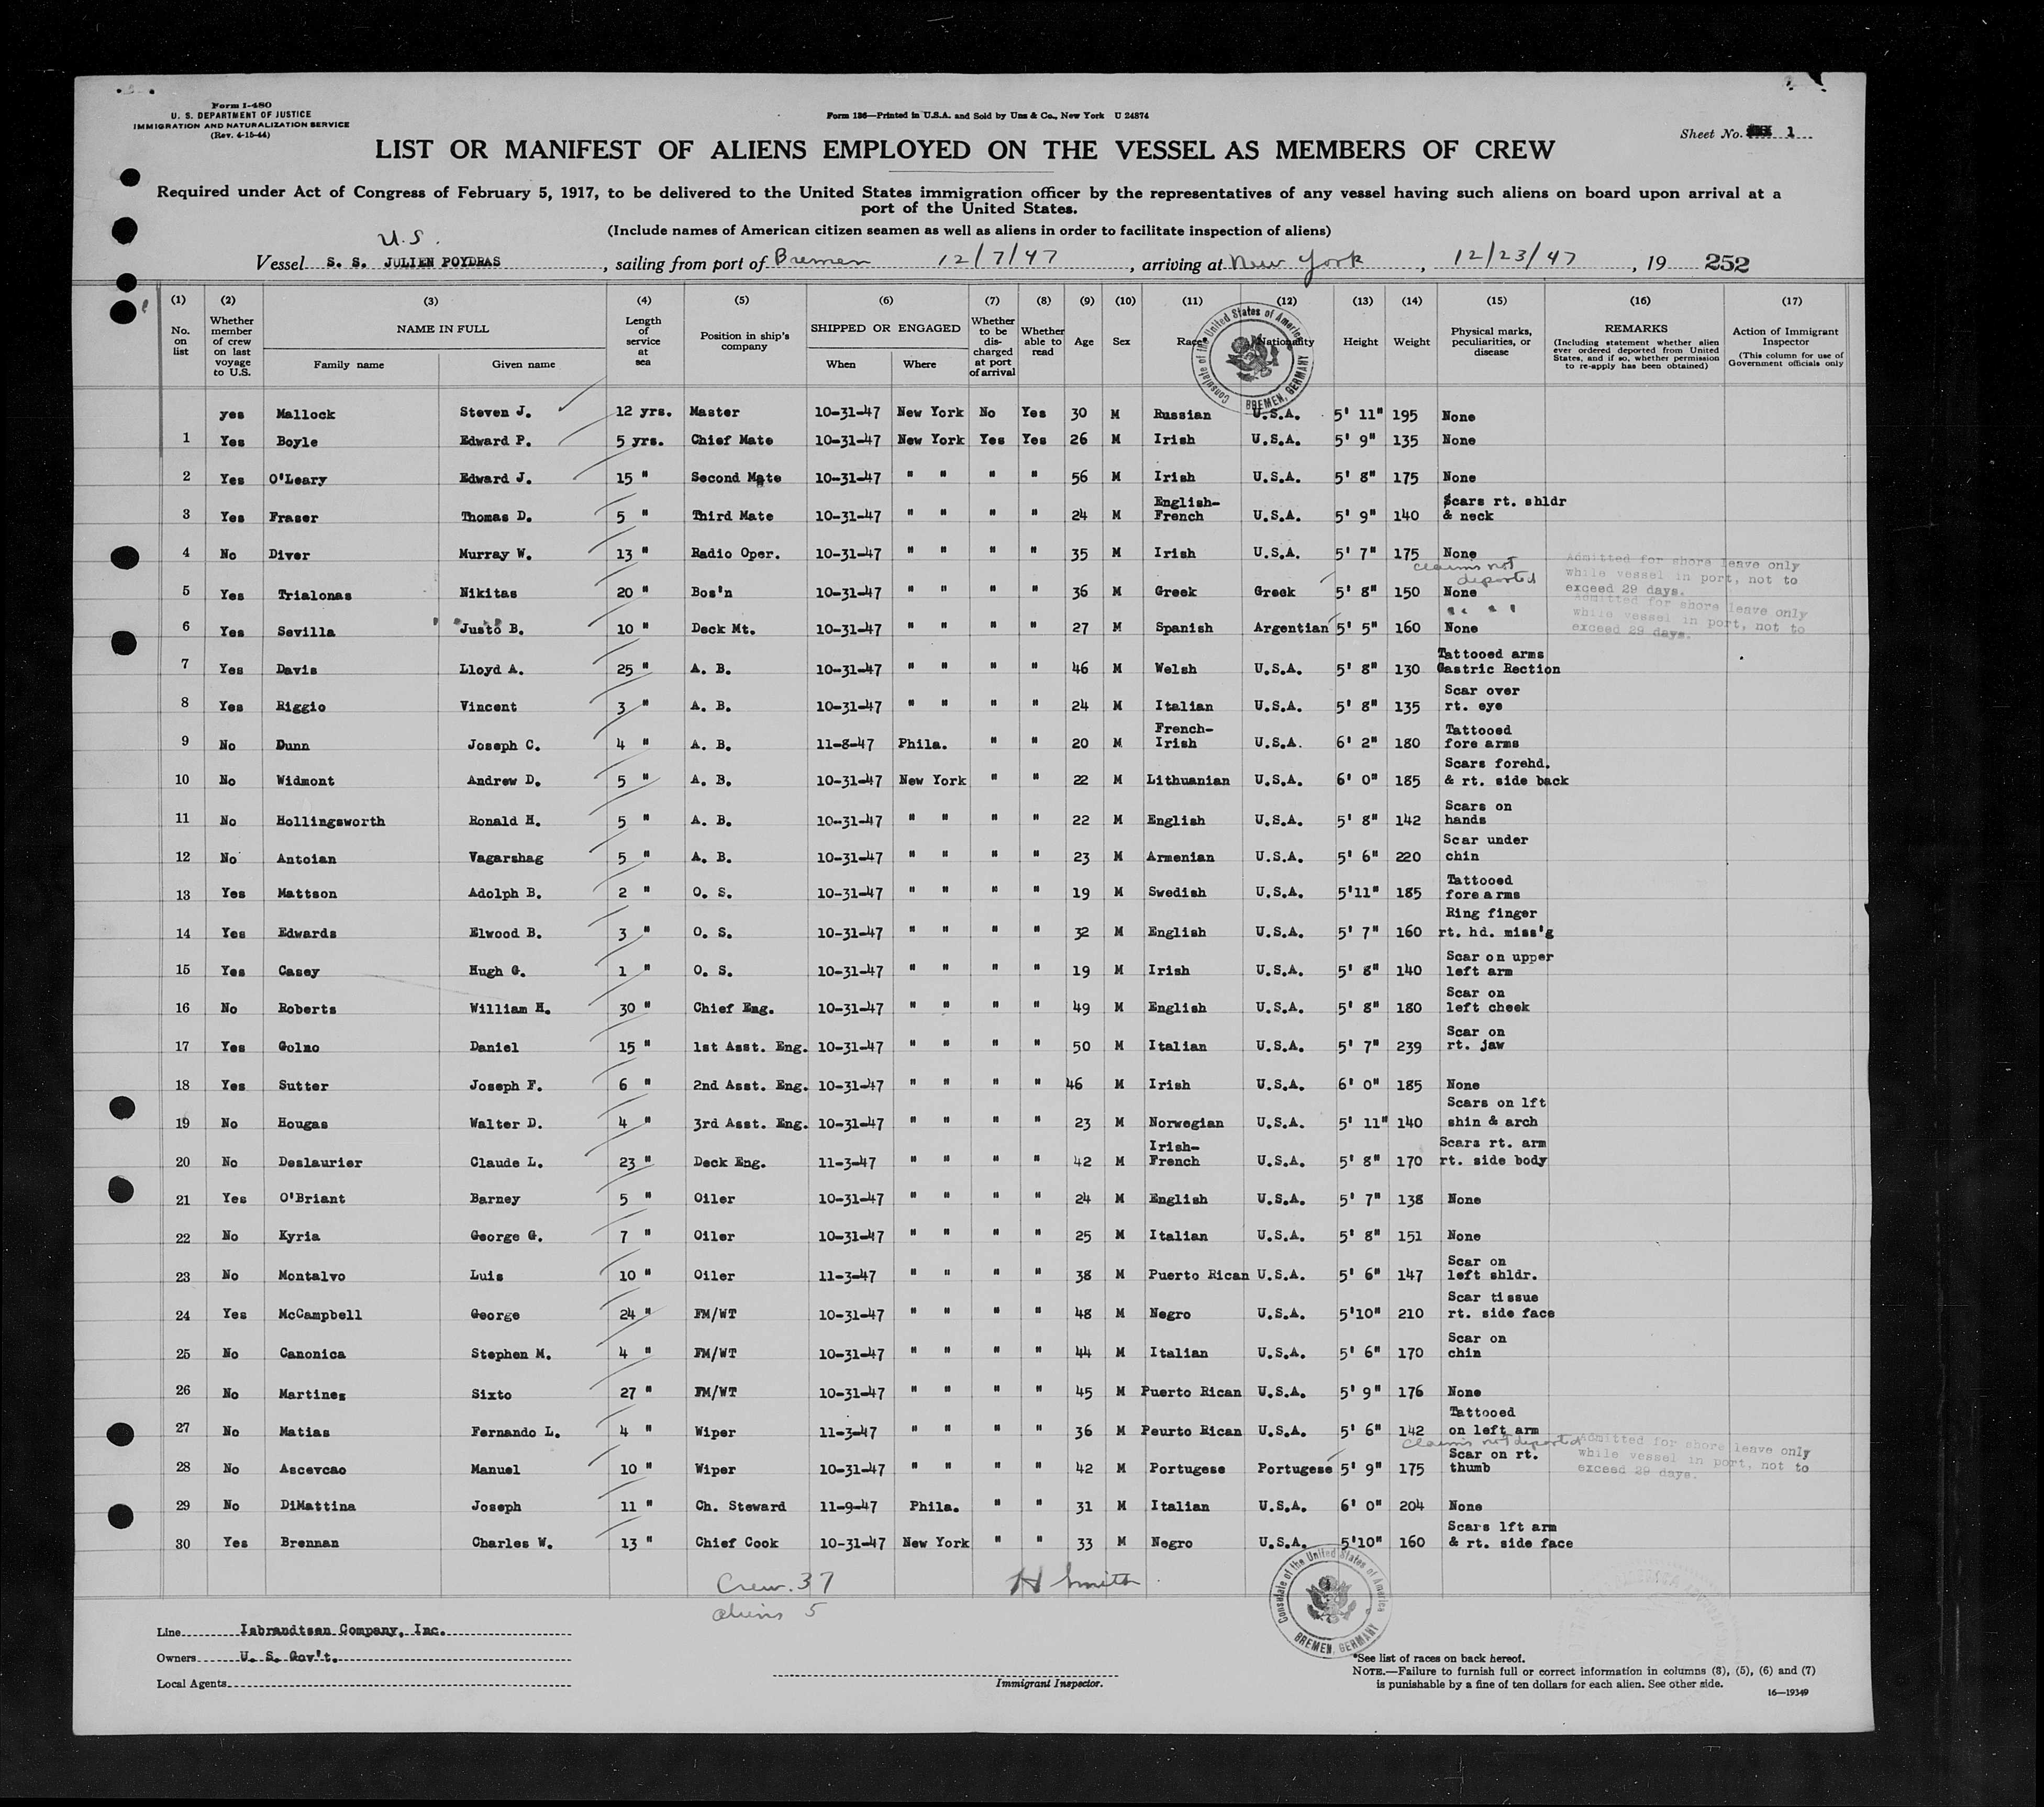 Form I-480
U. S. DEPARTMENT OF JUSTICE
IMMIGRATION AND NATURALIZATION SERVICE
(Rev. 4-15-44)
Form 136—Printed in U.S.A. and Sold by Unz & Co., New York U 24874
Sheet No. 1
LIST OR MANIFEST OF ALIENS EMPLOYED ON THE VESSEL AS MEMBERS OF CREW
Required under Act of Congress of February 5, 1917, to be delivered to the United States immigration officer by the representatives of any vessel having such aliens on board upon arrival at a
port of the United States.
(Include names of American citizen seamen as well as aliens in order to facilitate inspection of aliens)
U.S.
Vessel S. S. JULIEN POYDRAS, sailing from port of Bremen 12/7/47, arriving at New York, 12/23/47, 19 252
(1) No. on list
(2) Whether member of crew on last voyage to U.S.
(3) NAME IN FULL Family name Given name
(4) Length of service at sea
(5) Position in ship's company
(6) SHIPPED OR ENGAGED When Where
(7) Whether to be discharged at port of arrival
(8) Whether able to read
(9) Age
(10) Sex
(11) Race*
(12) Nationality
(13) Height
(14) Weight
(15) Physical marks, peculiarities, or disease
(16) REMARKS (Including statement whether alien ever ordered deported from United States, and if so, whether permission to re-apply has been obtained)
(17) Action of Immigrant Inspector (This column for use of Government officials only
Consulate of the United States of America BREMEN, GERMANY
yes Mallock Steven J. 12 yrs. Master 10-31-47 New York No Yes 30 M Russian U.S.A. 5' 11" 195 None
1 Yes Boyle Edward P. 5 yrs. Chief Mate 10-31-47 New York Yes Yes 26 M Irish U.S.A. 5' 9" 135 None
2 Yes O'Leary Edward J. 15 " Second Mate 10-31-47 " " " " 56 M Irish U.S.A. 5' 8" 175 None
3 Yes Fraser Thomas D. 5 " Third Mate 10-31-47 " " " " 24 M English-French U.S.A. 5' 9" 140 Scars rt. shldr & neck
4 No Diver Murray W. 13 " Radio Oper. 10-31-47 " " " " 35 M Irish U.S.A. 5' 7" 175 None
claims not deported
Admitted for shore leave only while vessel in port, not to exceed 29 days.
5 Yes Trialonas Nikitas 20 " Bos'n 10-31-47 " " " " 36 M Greek Greek 5' 8" 150 None
" " " "
Admitted for shore leave only while vessel in port, not to exceed 29 days.
6 Yes Sevilla Justo B. 10 " Deck Mt. 10-31-47 " " " " 27 M Spanish Argentian 5' 5" 160 None
7 Yes Davis Lloyd A. 25 " A. B. 10-31-47 " " " " 46 M Welsh U.S.A. 5' 8" 130 Tattooed arms Gastric Rection
8 Yes Riggio Vincent 3 " A. B. 10-31-47 " " " " 24 M Italian U.S.A. 5' 8" 135 Scar over rt. eye
9 No Dunn Joseph C. 4 " A. B. 11-8-47 Phila. " " 20 M French-Irish U.S.A. 6' 2" 180 Tattooed fore arms
10 No Widmont Andrew D. 5 " A. B. 10-31-47 New York " " 22 M Lithuanian U.S.A. 6' 0" 185 Scars forehd. & rt. side back
11 No Hollingsworth Ronald H. 5 " A. B. 10-31-47 " " " " 22 M English U.S.A. 5' 8" 142 Scars on hands
12 No Antoian Vagarshag 5 " A. B. 10-31-47 " " " " 23 M Armenian U.S.A. 5' 6" 220 Scar under chin
13 Yes Mattson Adolph B. 2 " O. S. 10-31-47 " " " " 19 M Swedish U.S.A. 5'11" 185 Tattooed fore arms
14 Yes Edwards Elwood B. 3 " O. S. 10-31-47 " " " " 32 M English U.S.A. 5' 7" 160 Ring finger rt. hd. miss'g
15 Yes Casey Hugh G. 1 " O. S. 10-31-47 " " " " 19 M Irish U.S.A. 5' 8" 140 Scar on upper left arm
16 No Roberts William H. 30 " Chief Eng. 10-31-47 " " " " 49 M English U.S.A. 5' 8" 180 Scar on left cheek
17 Yes Golmo Daniel 15 " 1st Asst. Eng. 10-31-47 " " " " 50 M Italian U.S.A. 5' 7" 239 Scar on rt. jaw
18 Yes Sutter Joseph F. 6 " 2nd Asst. Eng. 10-31-47 " " " " 46 M Irish U.S.A. 6' 0" 185 None
19 No Hougas Walter D. 4 " 3rd Asst. Eng. 10-31-47 " " " " 23 M Norwegian U.S.A. 5' 11" 140 Scars on lft shin & arch
20 No Deslaurier Claude L. 23 " Deck Eng. 11-3-47 " " " " 42 M Irish-French U.S.A. 5' 8" 170 Scars rt. arm rt. side body
21 Yes O'Briant Barney 5 " Oiler 10-31-47 " " " " 24 M English U.S.A. 5' 7" 138 None
22 No Kyria George G. 7 " Oiler 10-31-47 " " " " 25 M Italian U.S.A. 5' 8" 151 None
23 No Montalvo Luis 10 " Oiler 11-3-47 " " " " 38 M Puerto Rican U.S.A. 5' 6" 147 Scar on left shldr.
24 Yes McCampbell George 24 " FM/WT 10-31-47 " " " " 48 M Negro U.S.A. 5'10" 210 Scar tissue rt. side face
25 No Canonica Stephen M. 4 " FM/WT 10-31-47 " " " " 44 M Italian U.S.A. 5' 6" 170 Scar on chin
26 No Martinez Sixto 27 " FM/WT 10-31-47 " " " " 45 M Puerto Rican U.S.A. 5' 9" 176 None
27 No Matias Fernando L. 4 " Wiper 11-3-47 " " " " 36 M Peurto Rican U.S.A. 5' 6" 142 Tattooed on left arm
claims not deported
Admitted for shore leave only while vessel in port, not to exceed 29 days.
28 No Ascevcao Manuel 10 " Wiper 10-31-47 " " " " 42 M Portugese Portugese 5' 9" 175 Scar on rt. thumb
29 No DiMattina Joseph 11 " Ch. Steward 11-9-47 Phila. " " 31 M Italian U.S.A. 6' 0" 204 None
30 Yes Brennan Charles W. 13 " Chief Cook 10-31-47 New York " " 33 M Negro U.S.A. 5'10" 160 Scars lft arm & rt. side face
Crew. 37 H Smith
aliens 5
Consulate of the United States of America BREMEN, GERMANY
Line Isbrandtsen Company, Inc.
Owners U. S. Gov't.
Local Agents
Immigrant Inspector.
*See list of races on back hereof.
NOTE.—Failure to furnish full or correct information in columns (3), (5), (6) and (7)
is punishable by a fine of ten dollars for each alien. See other side.
16—19349